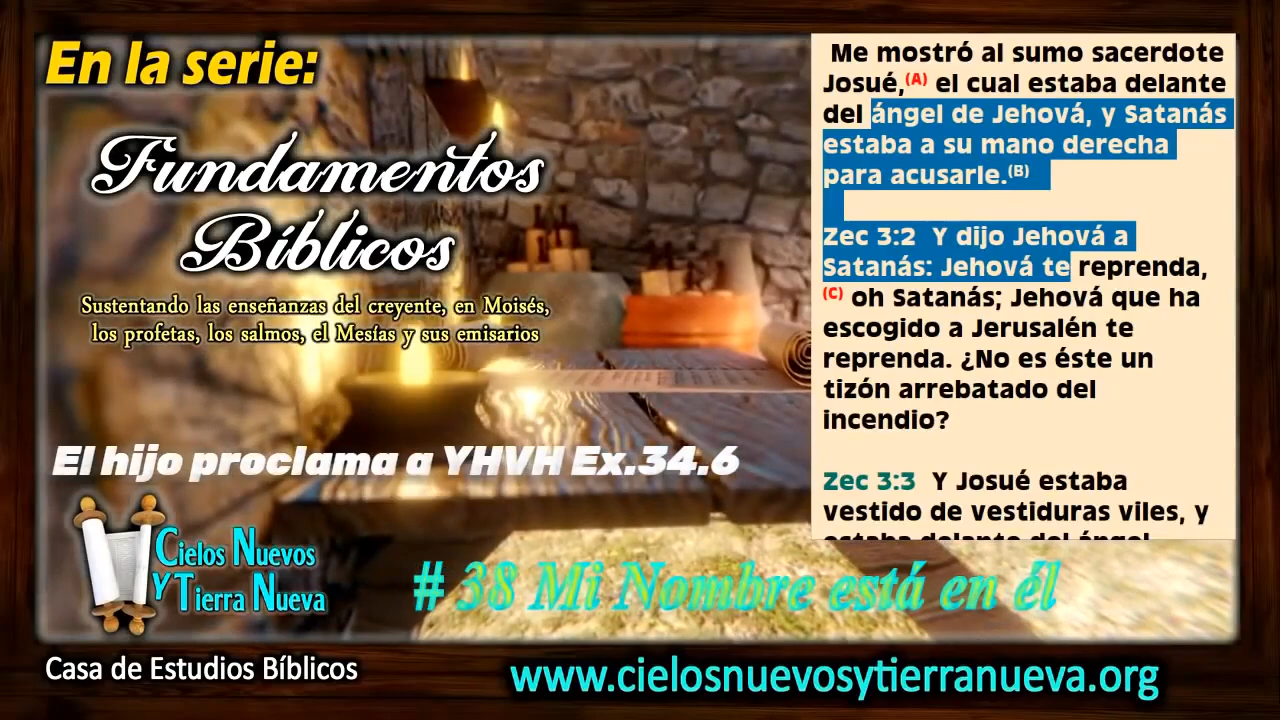 En la serie:
Fundamentos
Bíblicos
Sustentando las enseñanzas del creyente, en Moisés,
los profetas, los salmos, el Mesías y sus emisarios
El hijo proclama a YHVH Ex.34.6
Cielos Nuevos
Y Tierra Nueva
# 38 Mi Nombre está en él
Casa de Estudios Bíblicos
www.cielosnuevosytierranueva.org
Me mostró al sumo sacerdote
Josué,(A) el cual estaba delante
del ángel de Jehová, y Satanás
estaba a su mano derecha
para acusarle.(B)
Zec 3:2 Y dijo Jehová a
Satanás: Jehová te reprenda,
(C) oh Satanás; Jehová que ha
escogido a Jerusalén te
reprenda. ¿No es éste un
tizón arrebatado del
incendio?
Zec 3:3 Y Josué estaba
vestido de vestiduras viles, y
estaba delante del ángel